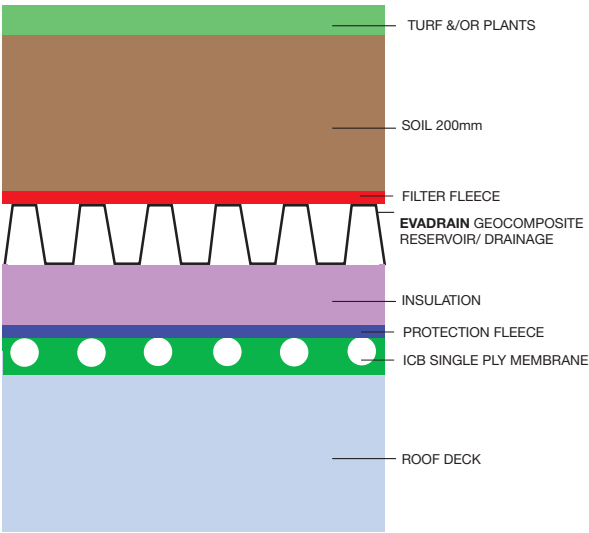 TURF &/OR PLANTS
SOIL 200mm
FILTER FLEECE
EVADRAIN GEOCOMPOSITE
RESERVOIR/ DRAINAGE
INSULATION
PROTECTION FLEECE
ICB SINGLE PLY MEMBRANE
ROOF DECK